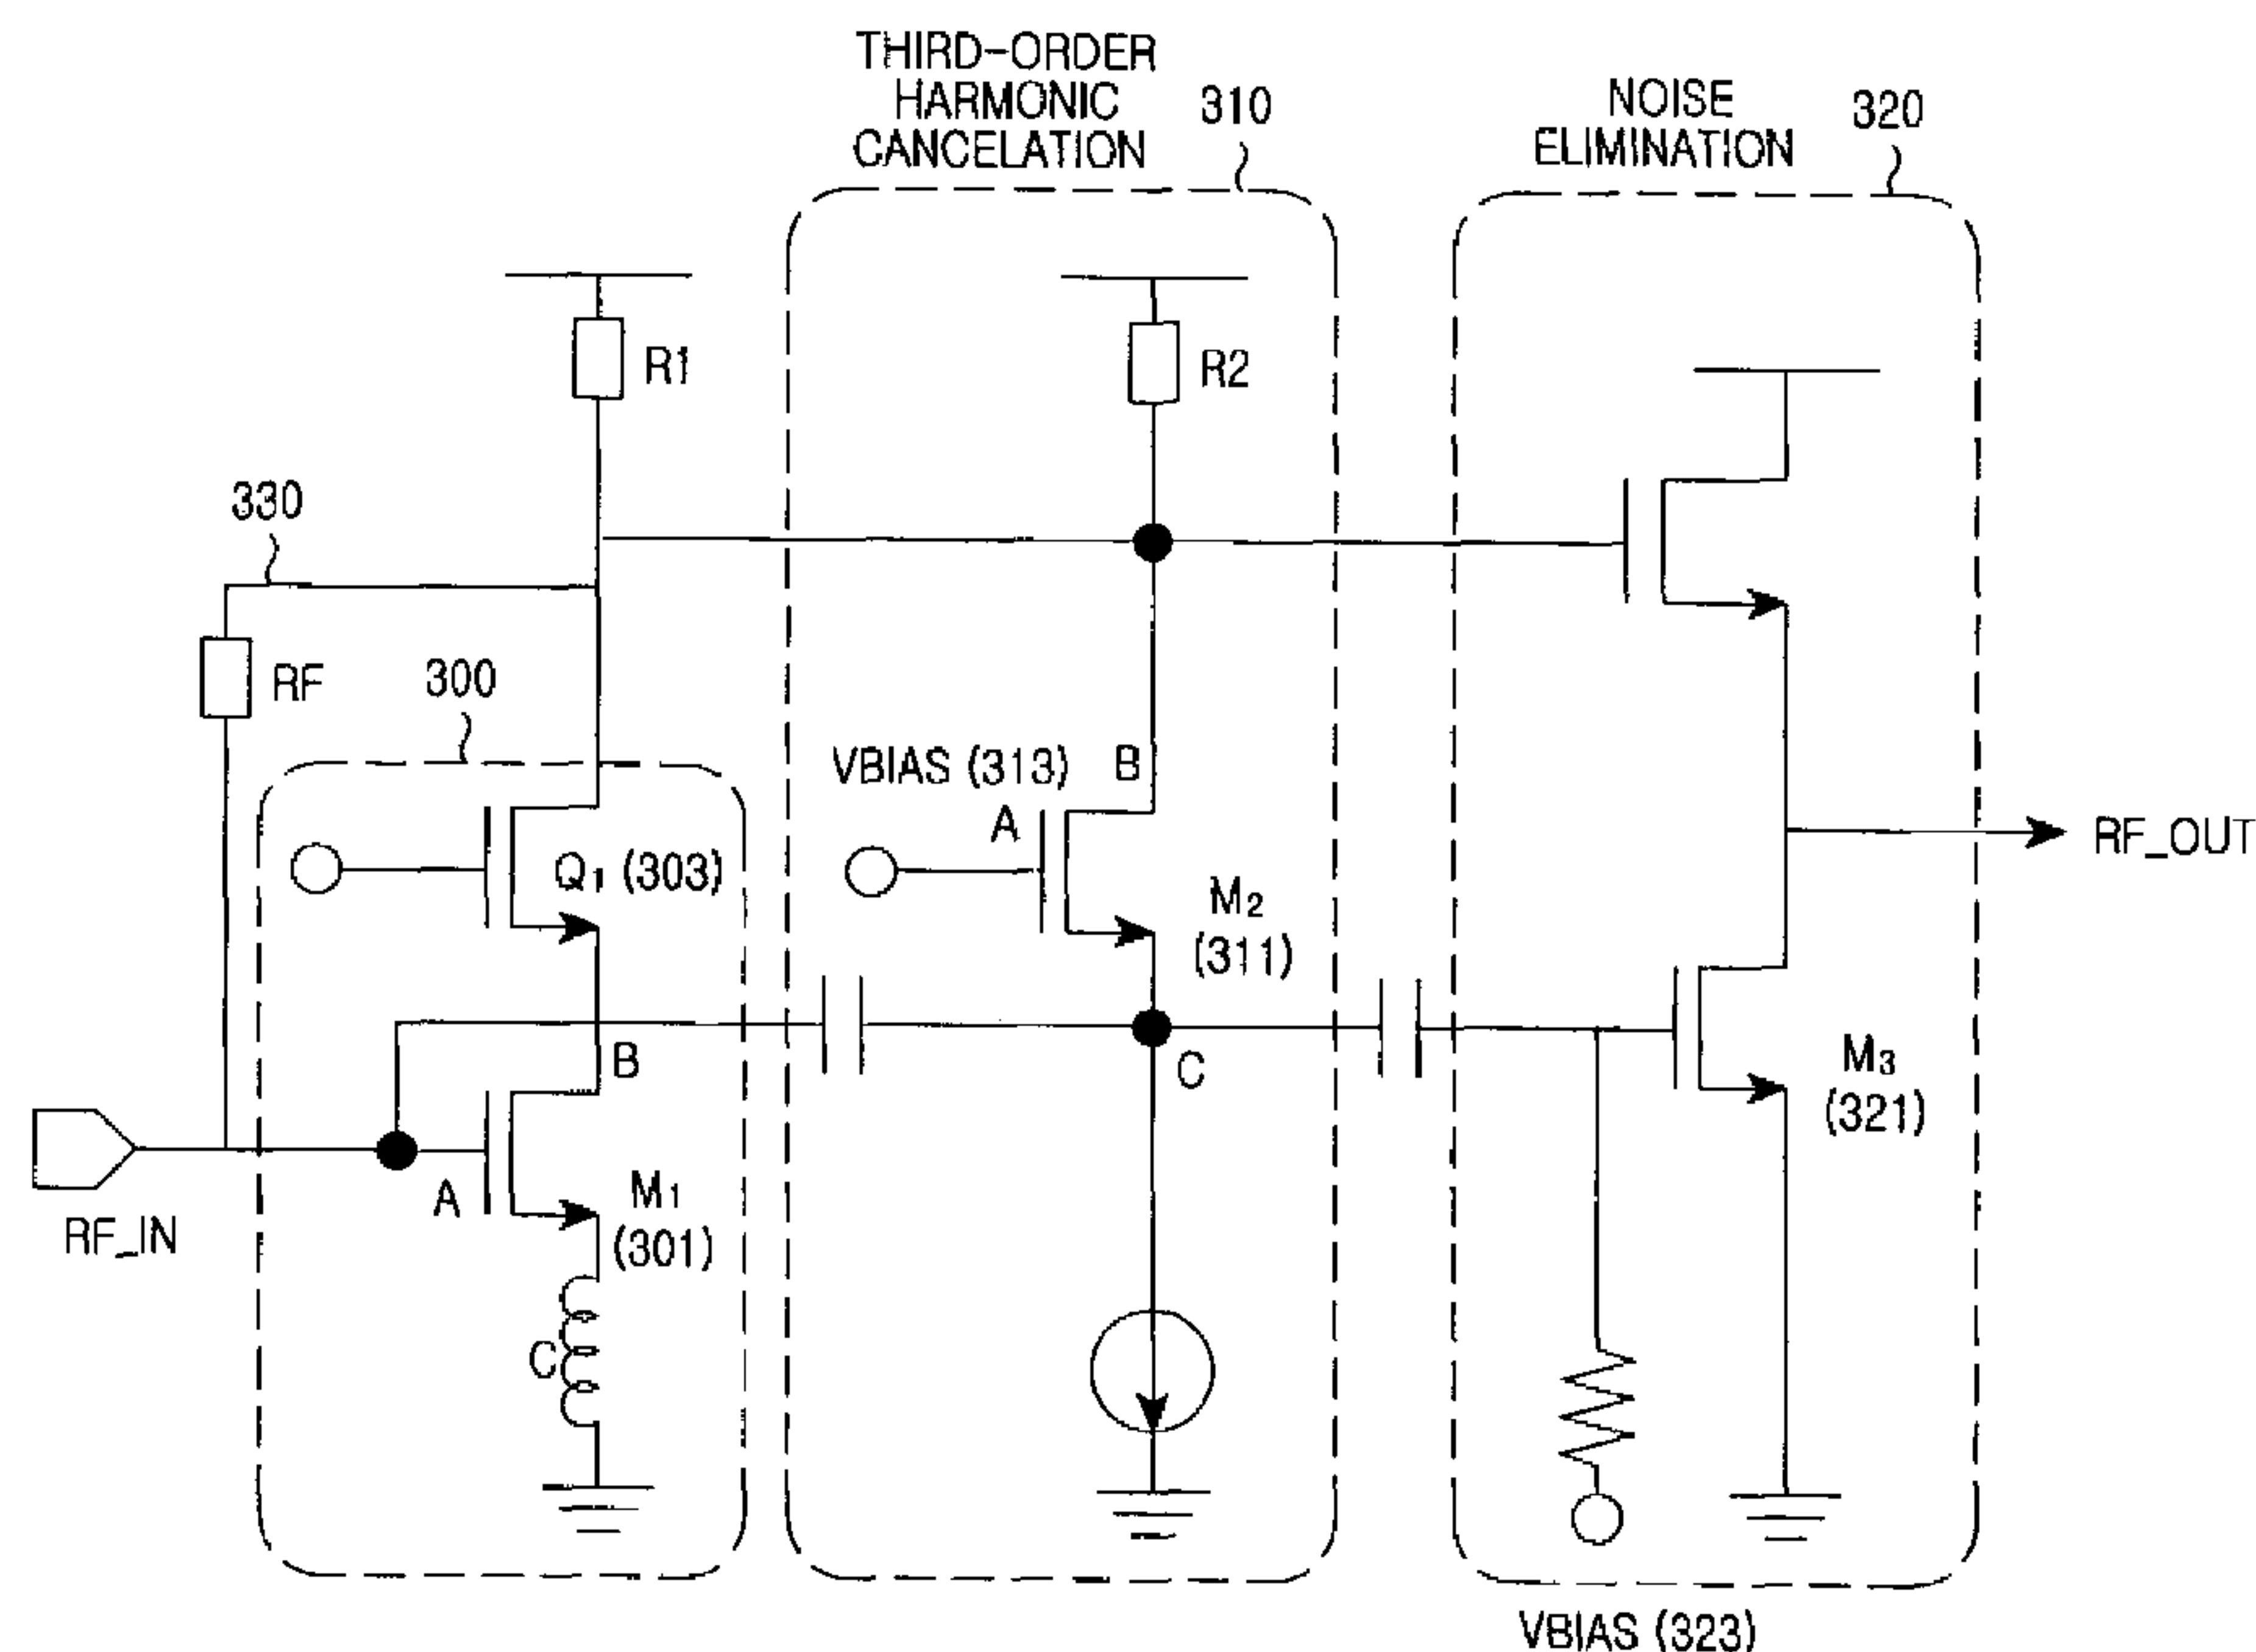 THIRD-ORDER
HARMONIC
CANCELATION
310
NOISE
ELIMINATION
320
R1
R2
330
RF
300
VBIAS (313)
B
A
Q1 (303)
M2
(311)
RF_OUT
B
C
M3
(321)
A
M1
(301)
RF_IN
C
VBIAS (323)